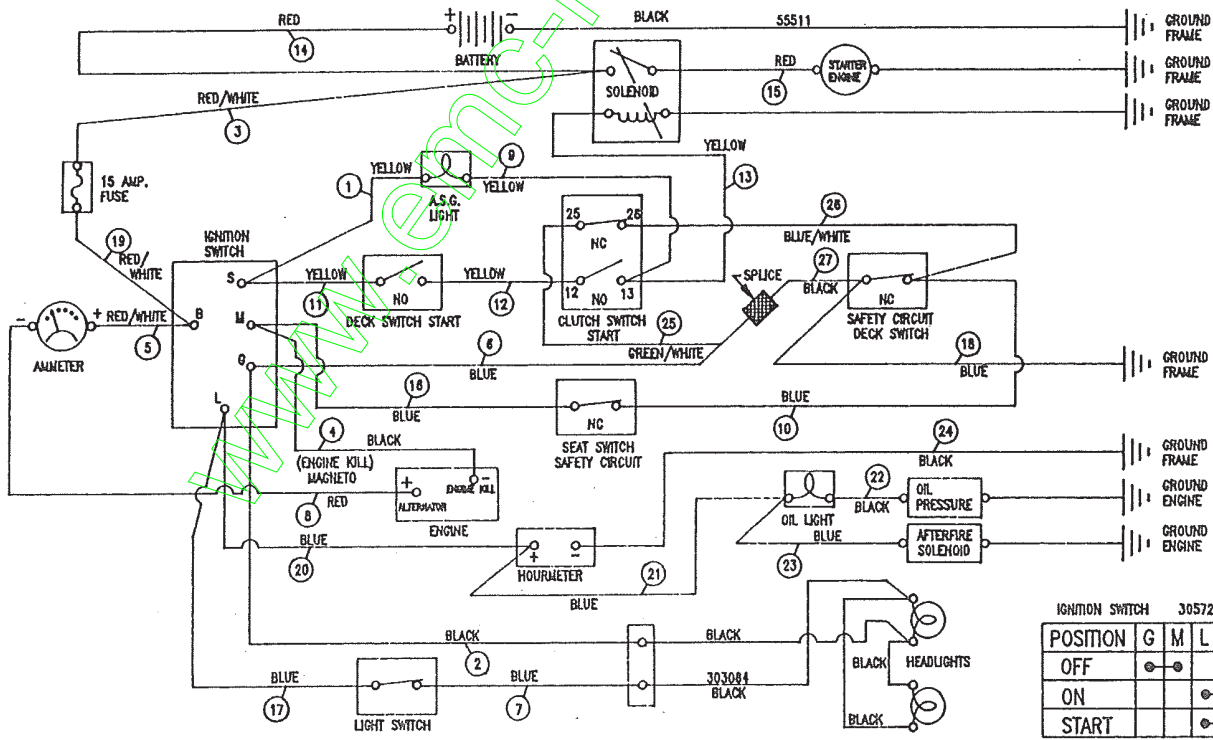 RED
14
+
-
BATTERY
BLACK
55511
GROUND FRAME
RED/WHITE
3
SOLENOID
RED
15
STARTER ENGINE
GROUND FRAME
GROUND FRAME
15 AMP. FUSE
YELLOW
1
A.S.G. LIGHT
9
YELLOW
YELLOW
13
19
RED/WHITE
IGNITION SWITCH
S
B
M
G
L
25
26
NC
12
13
NO
CLUTCH SWITCH START
26
BLUE/WHITE
YELLOW
11
NO
DECK SWITCH START
YELLOW
12
SPLICE
27
BLACK
NC
SAFETY CIRCUIT DECK SWITCH
-
+
AMMETER
RED/WHITE
5
25
GREEN/WHITE
6
BLUE
18
BLUE
GROUND FRAME
16
BLUE
NC
SEAT SWITCH SAFETY CIRCUIT
BLUE
10
4
BLACK
(ENGINE KILL) MAGNETO
8
RED
+
ALTERNATOR
-
ENGINE KILL
ENGINE
24
BLACK
GROUND FRAME
OIL LIGHT
22
BLACK
OIL PRESSURE
GROUND ENGINE
BLUE
23
AFTERFIRE SOLENOID
GROUND ENGINE
BLUE
20
+
-
HOURMETER
21
BLUE
BLACK
2
BLACK
BLACK
HEADLIGHTS
BLUE
17
LIGHT SWITCH
BLUE
7
303084
BLACK
BLACK
IGNITION SWITCH 30572
POSITION G M L
OFF
ON
START
www.emc-